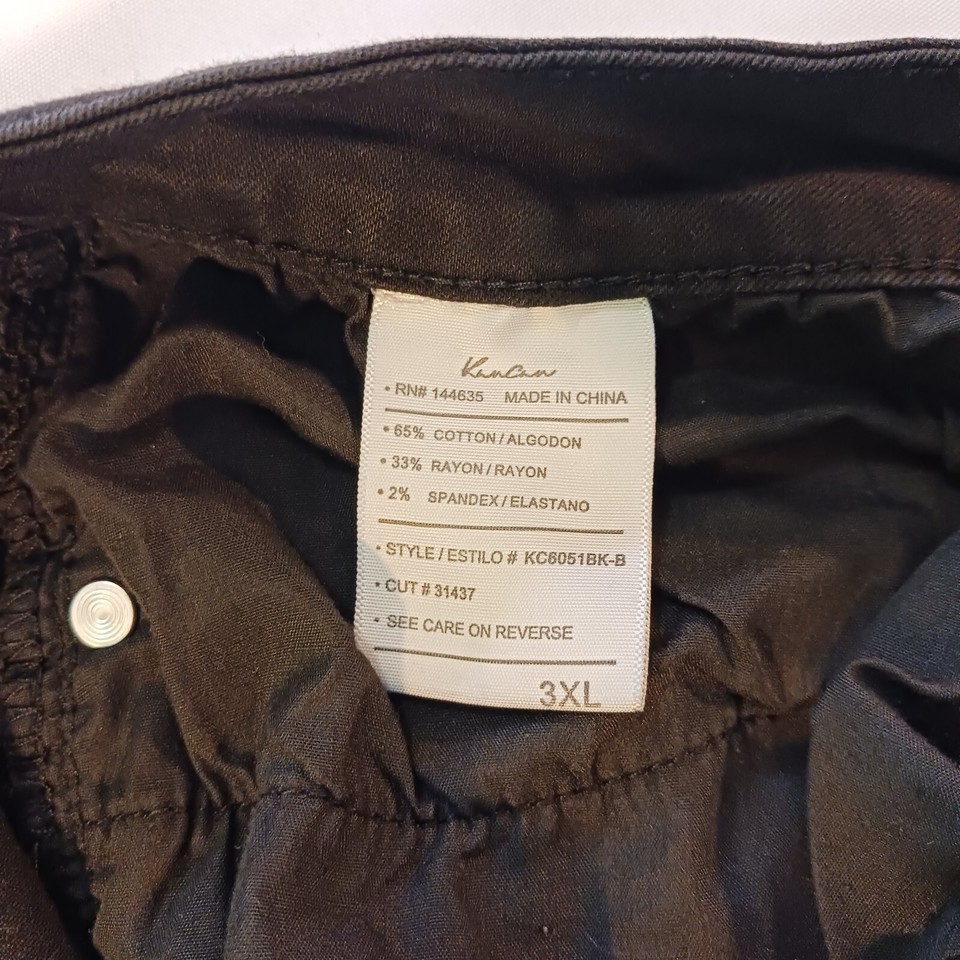 KanCan
• RN# 144635 MADE IN CHINA
• 65% COTTON / ALGODON
• 33% RAYON / RAYON
• 2% SPANDEX / ELASTANO
• STYLE / ESTILO # KC6051BK-B
• CUT # 31437
• SEE CARE ON REVERSE
3XL